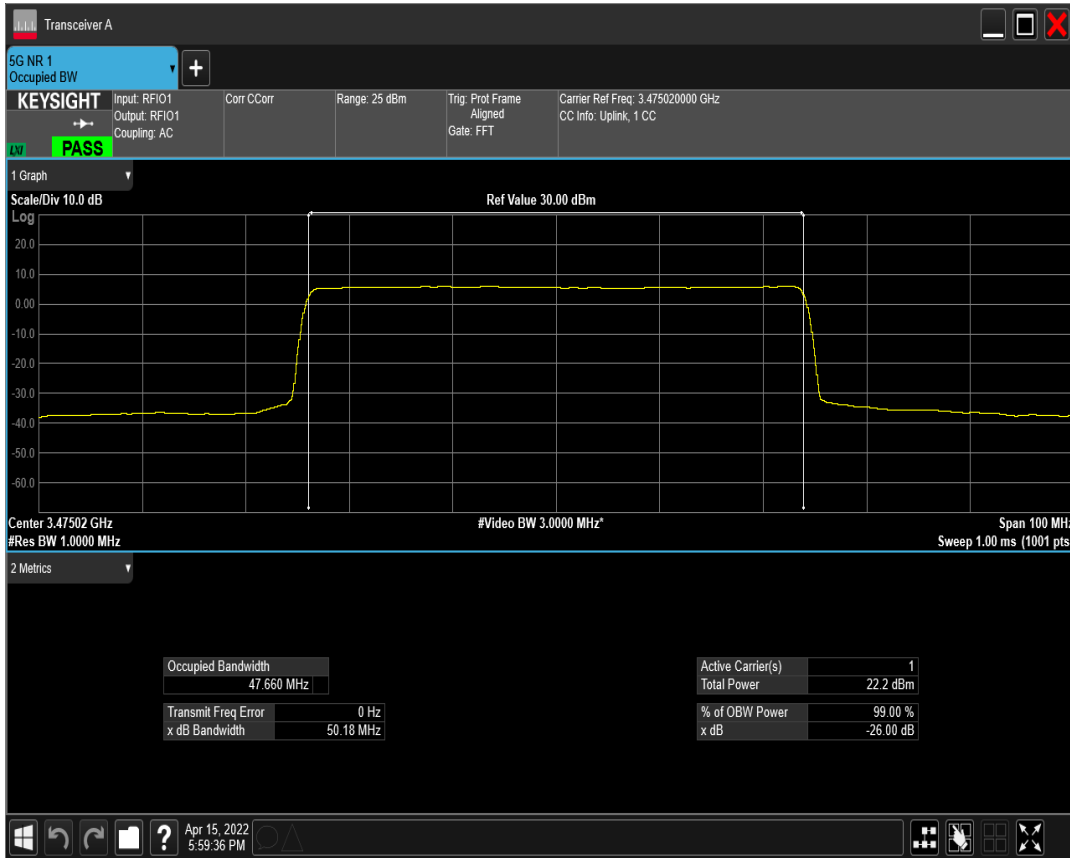 Transceiver A
5G NR 1
Occupied BW
+
KEYSIGHT
LXI
PASS
Input: RFIO1
Output: RFIO1
Coupling: AC
Corr CCorr
Range: 25 dBm
Trig: Prot Frame
Aligned
Gate: FFT
Carrier Ref Freq: 3.475020000 GHz
CC Info: Uplink, 1 CC
1 Graph
Scale/Div 10.0 dB
Ref Value 30.00 dBm
Log
20.0
10.0
0.00
-10.0
-20.0
-30.0
-40.0
-50.0
-60.0
Center 3.47502 GHz
#Video BW 3.0000 MHz*
Span 100 MHz
#Res BW 1.0000 MHz
Sweep 1.00 ms (1001 pts
2 Metrics
Occupied Bandwidth
47.660 MHz
Transmit Freq Error 0 Hz
x dB Bandwidth 50.18 MHz
Active Carrier(s) 1
Total Power 22.2 dBm
% of OBW Power 99.00 %
x dB -26.00 dB
?
Apr 15, 2022
5:59:36 PM